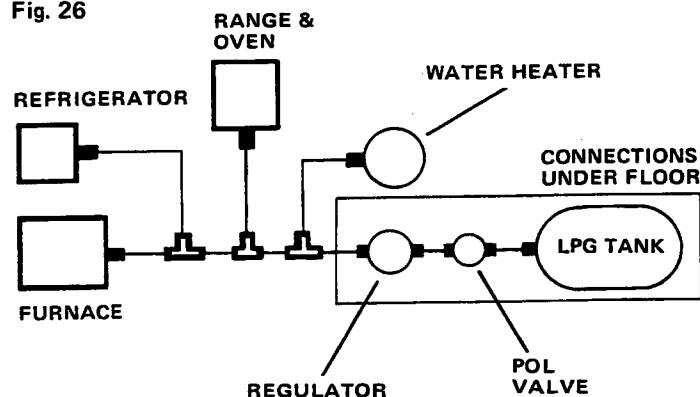 Fig. 26
RANGE &
OVEN
WATER HEATER
REFRIGERATOR
CONNECTIONS
UNDER FLOOR
LPG TANK
FURNACE
POL
VALVE
REGULATOR